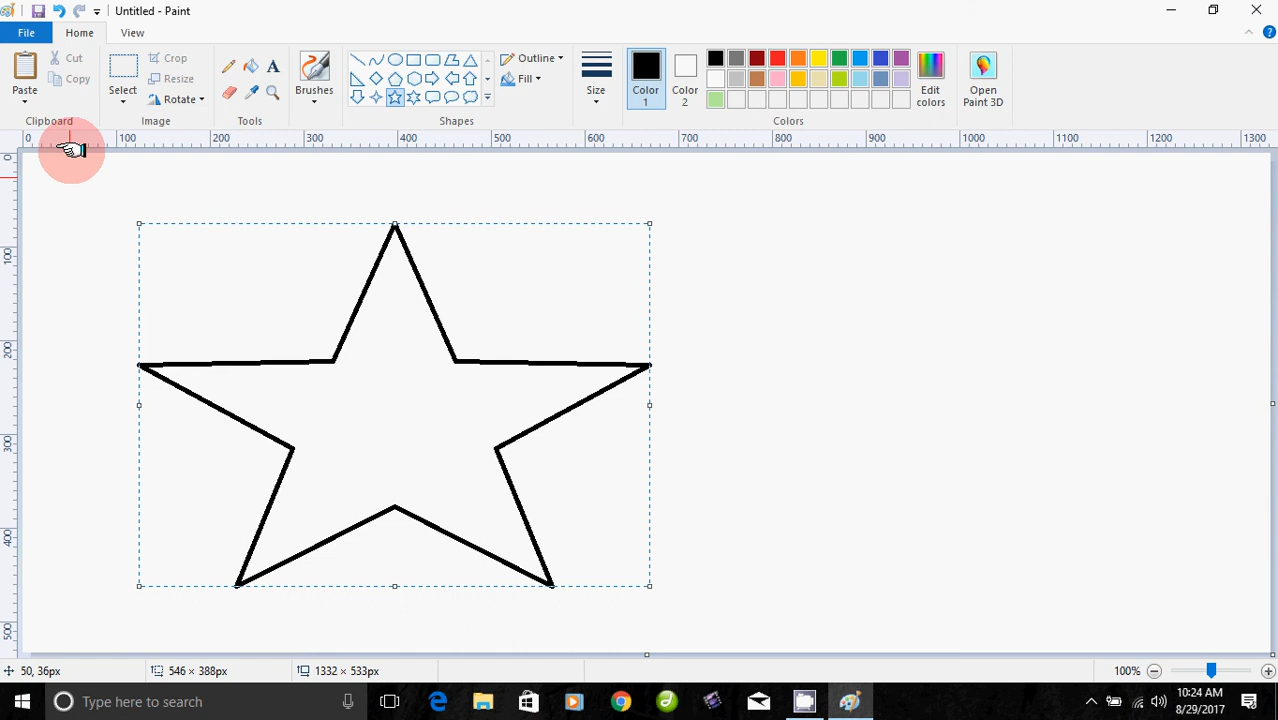 Untitled - Paint
File Home View
Paste
Cut
Copy
Clipboard
Select
Crop
Resize
Rotate
Image
A
Tools
Brushes
Outline
Fill
Shapes
Size
Color 1
Color 2
Edit colors
Colors
Open Paint 3D
0 100 200 300 400 500 600 700 800 900 1000 1100 1200 1300
0
100
200
300
400
500
50, 36px
546 × 388px
1332 × 533px
100%
Type here to search
10:24 AM
8/29/2017